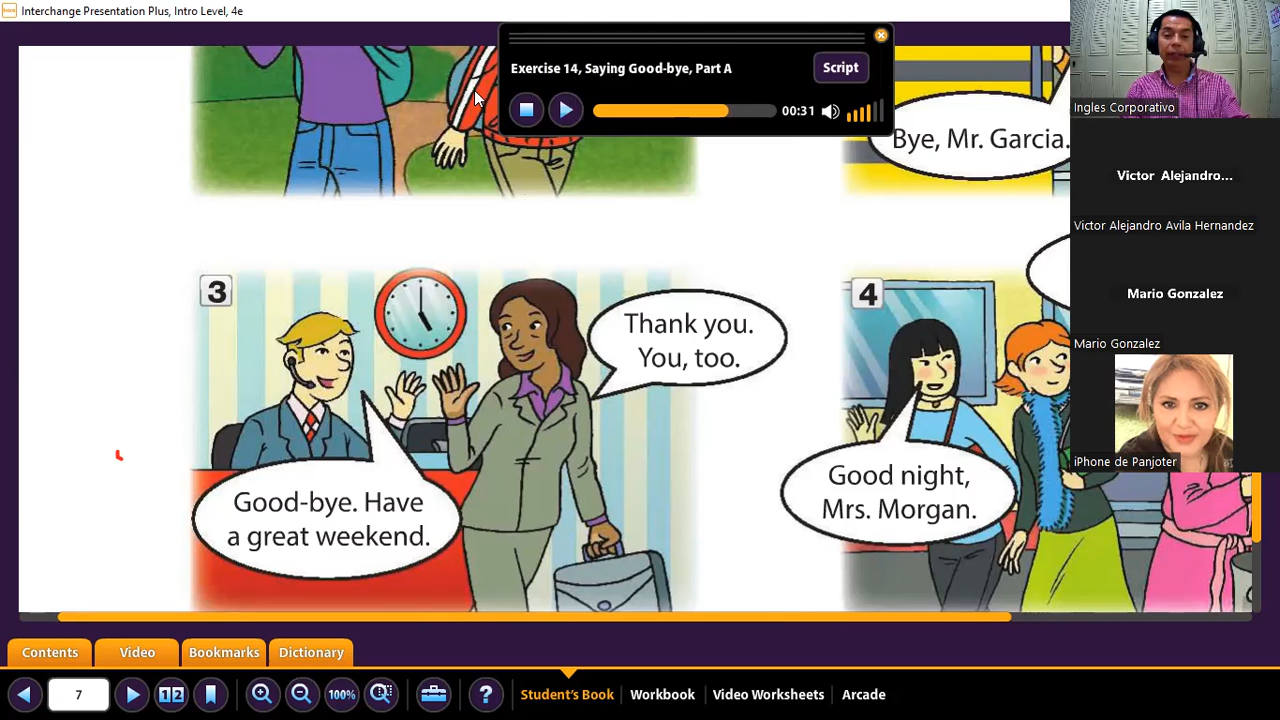 Interchange Presentation Plus, Intro Level, 4e
Exercise 14, Saying Good-bye, Part A
Script
00:31
Bye, Mr. Garcia.
3
Thank you.
You, too.
Good-bye. Have
a great weekend.
4
Good night,
Mrs. Morgan.
Ingles Corporativo
Victor Alejandro...
Victor Alejandro Avila Hernandez
Mario Gonzalez
Mario Gonzalez
iPhone de Panjoter
Contents
Video
Bookmarks
Dictionary
7
1 2
100%
?
Student's Book
Workbook
Video Worksheets
Arcade